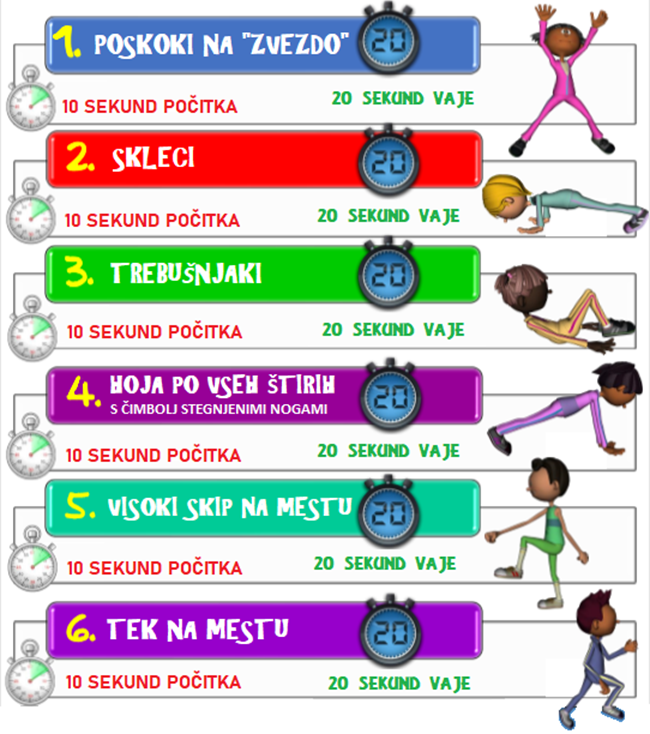 1. POSKOKI NA "ZVEZDO" 20
10 SEKUND POČITKA 20 SEKUND VAJE
2. SKLECI 20
10 SEKUND POČITKA 20 SEKUND VAJE
3. TREBUŠNJAKI 20
10 SEKUND POČITKA 20 SEKUND VAJE
4. HOJA PO VSEH ŠTIRIH 20
S ČIMBOLJ STEGNJENIMI NOGAMI
10 SEKUND POČITKA 20 SEKUND VAJE
5. VISOKI SKIP NA MESTU 20
10 SEKUND POČITKA 20 SEKUND VAJE
6. TEK NA MESTU 20
10 SEKUND POČITKA 20 SEKUND VAJE